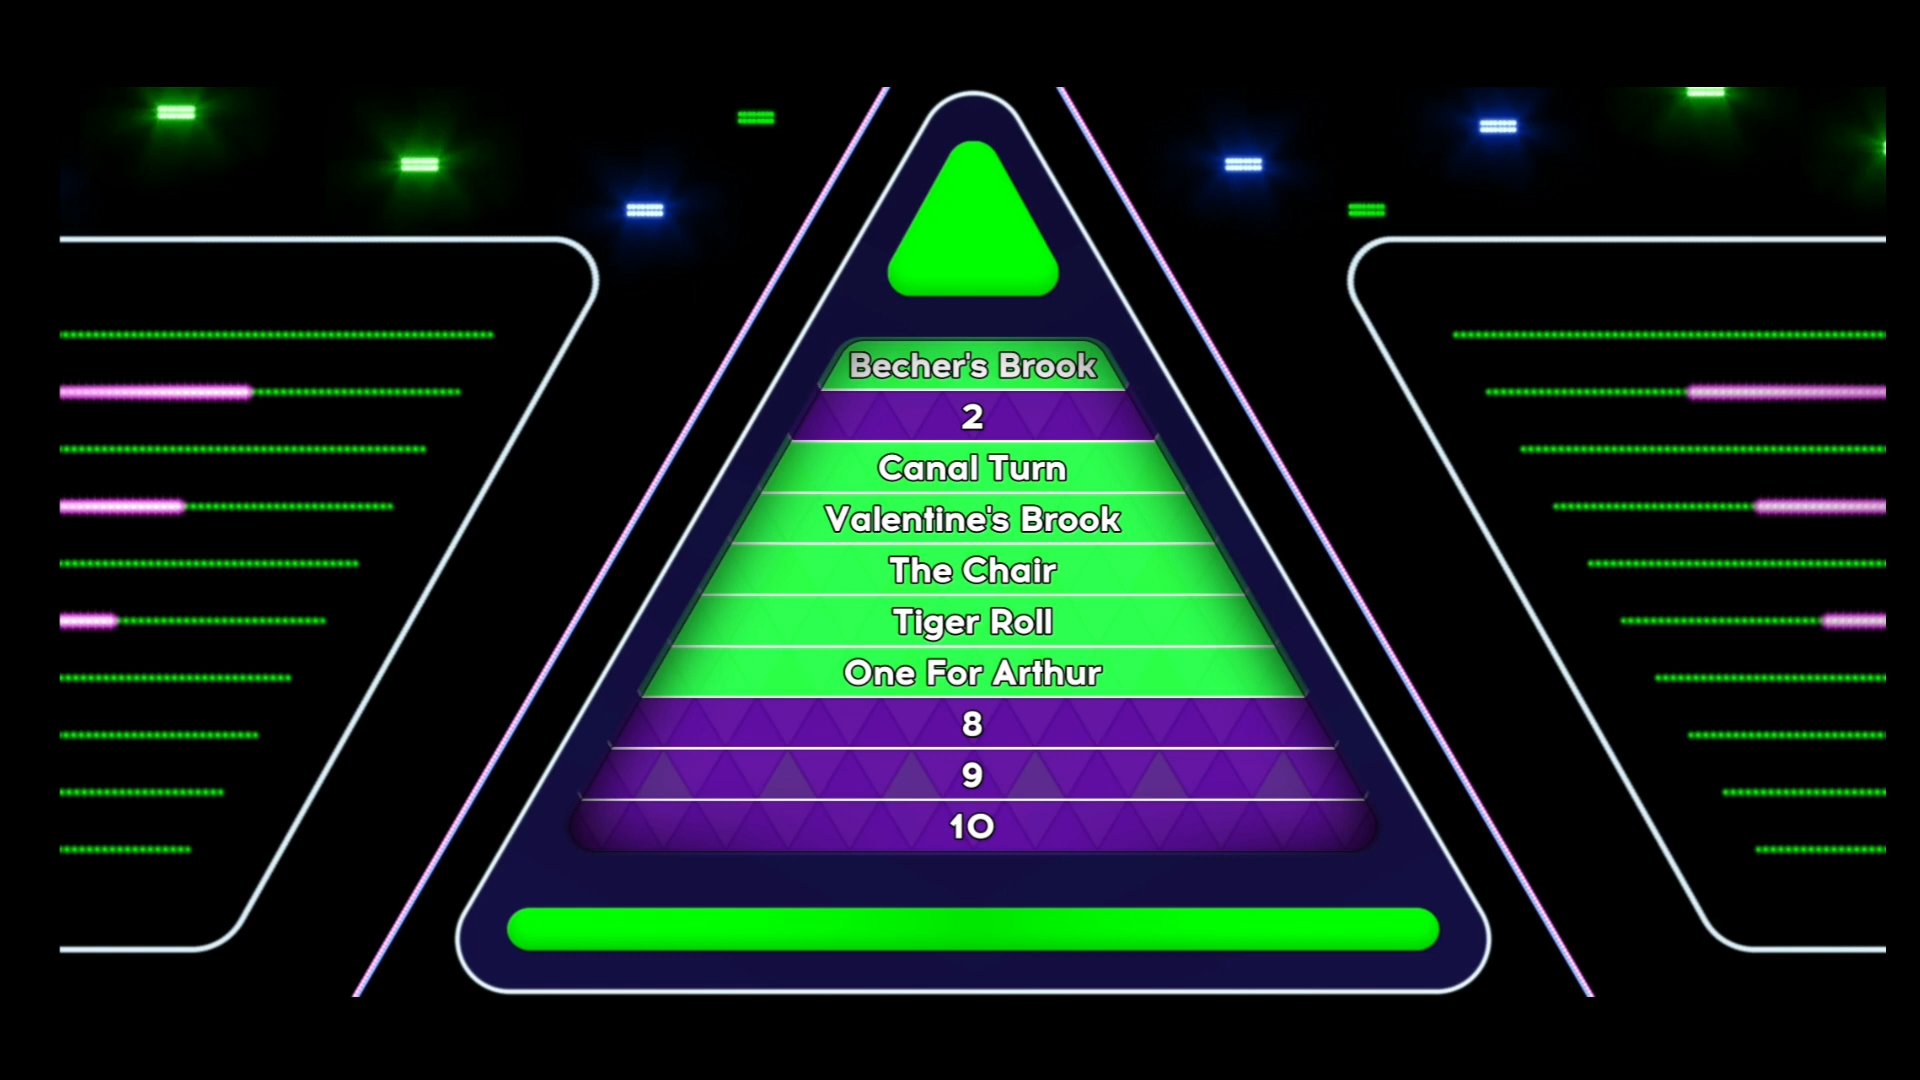 Becher's Brook
2
Canal Turn
Valentine's Brook
The Chair
Tiger Roll
One For Arthur
8
9
10